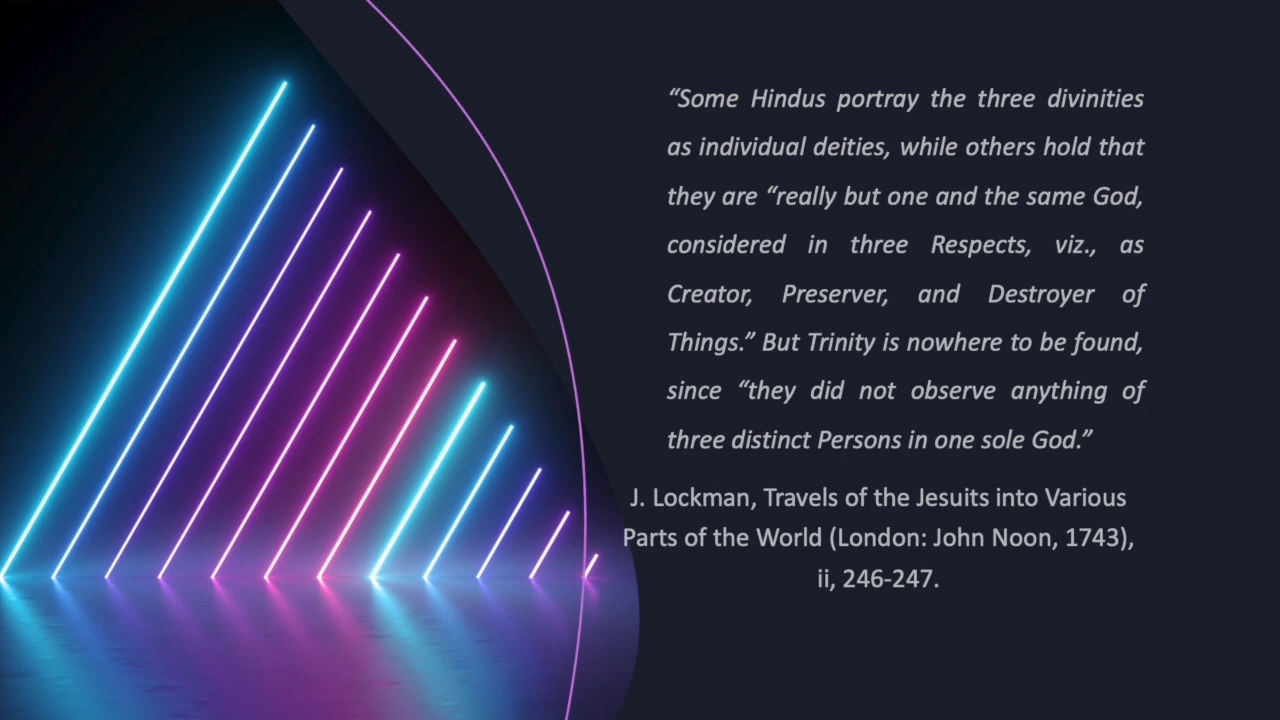 “Some Hindus portray the three divinities
as individual deities, while others hold that
they are “really but one and the same God,
considered in three Respects, viz., as
Creator, Preserver, and Destroyer of
Things.” But Trinity is nowhere to be found,
since “they did not observe anything of
three distinct Persons in one sole God.”
J. Lockman, Travels of the Jesuits into Various
Parts of the World (London: John Noon, 1743),
ii, 246-247.